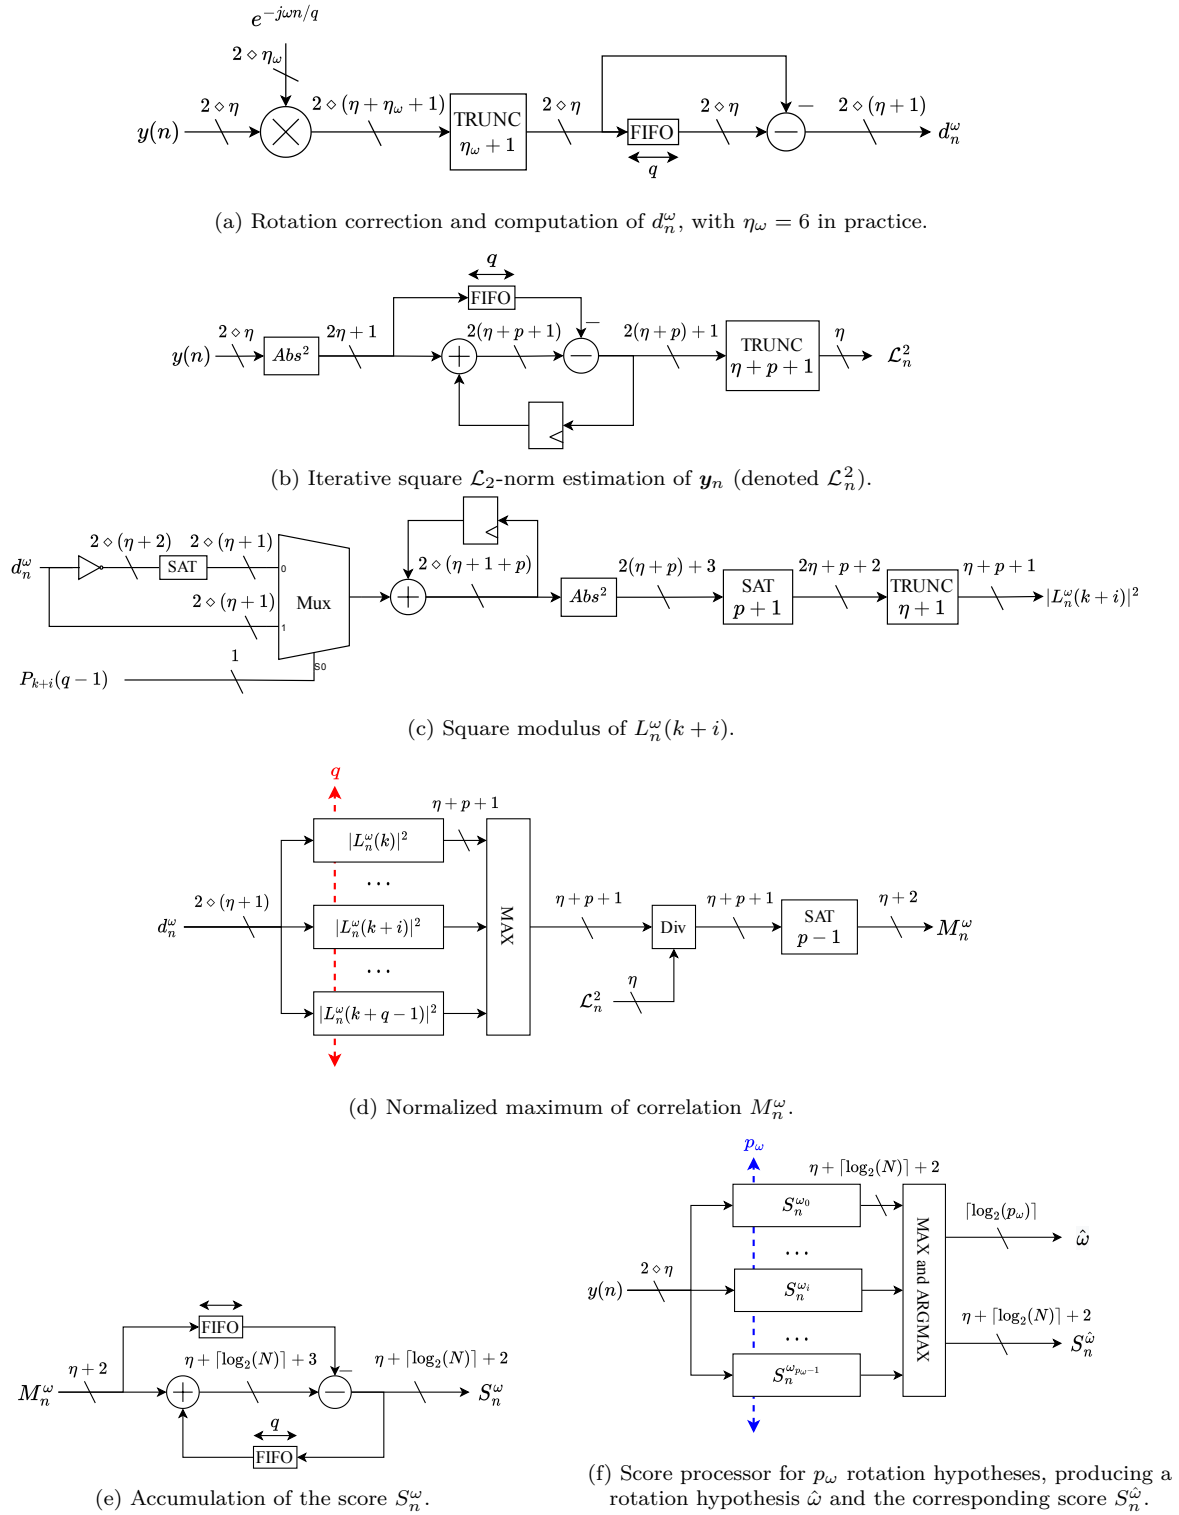 e^{-jωn/q}
2 ⋄ η_ω
2 ⋄ η
2 ⋄ (η + η_ω + 1)
2 ⋄ η
2 ⋄ η
2 ⋄ (η + 1)
y(n)
TRUNC
η_ω + 1
FIFO
−
d_n^ω
q
(a) Rotation correction and computation of d_n^ω, with η_ω = 6 in practice.
q
FIFO
2 ⋄ η
2η + 1
2(η + p + 1)
−
2(η + p) + 1
η
y(n)
Abs²
TRUNC
η + p + 1
ℒ_n^2
(b) Iterative square ℒ₂-norm estimation of y_n (denoted ℒ_n^2).
2 ⋄ (η + 2)
2 ⋄ (η + 1)
d_n^ω
SAT
0
2 ⋄ (η + 1)
1
Mux
S0
1
P_{k+i}(q − 1)
2 ⋄ (η + 1 + p)
Abs²
2(η + p) + 3
SAT
p + 1
2η + p + 2
TRUNC
η + 1
η + p + 1
|L_n^ω(k + i)|²
(c) Square modulus of L_n^ω(k + i).
q
η + p + 1
|L_n^ω(k)|²
...
2 ⋄ (η + 1)
d_n^ω
|L_n^ω(k + i)|²
...
|L_n^ω(k + q − 1)|²
MAX
η + p + 1
Div
η
ℒ_n^2
η + p + 1
SAT
p − 1
η + 2
M_n^ω
(d) Normalized maximum of correlation M_n^ω.
FIFO
η + 2
η + ⌈log₂(N)⌉ + 3
−
η + ⌈log₂(N)⌉ + 2
M_n^ω
S_n^ω
q
FIFO
(e) Accumulation of the score S_n^ω.
p_ω
η + ⌈log₂(N)⌉ + 2
S_n^{ω_0}
...
2 ⋄ η
y(n)
S_n^{ω_i}
...
S_n^{ω_{p_ω−1}}
MAX and ARGMAX
⌈log₂(p_ω)⌉
ω̂
η + ⌈log₂(N)⌉ + 2
S_n^{ω̂}
(f) Score processor for p_ω rotation hypotheses, producing a
rotation hypothesis ω̂ and the corresponding score S_n^{ω̂}.